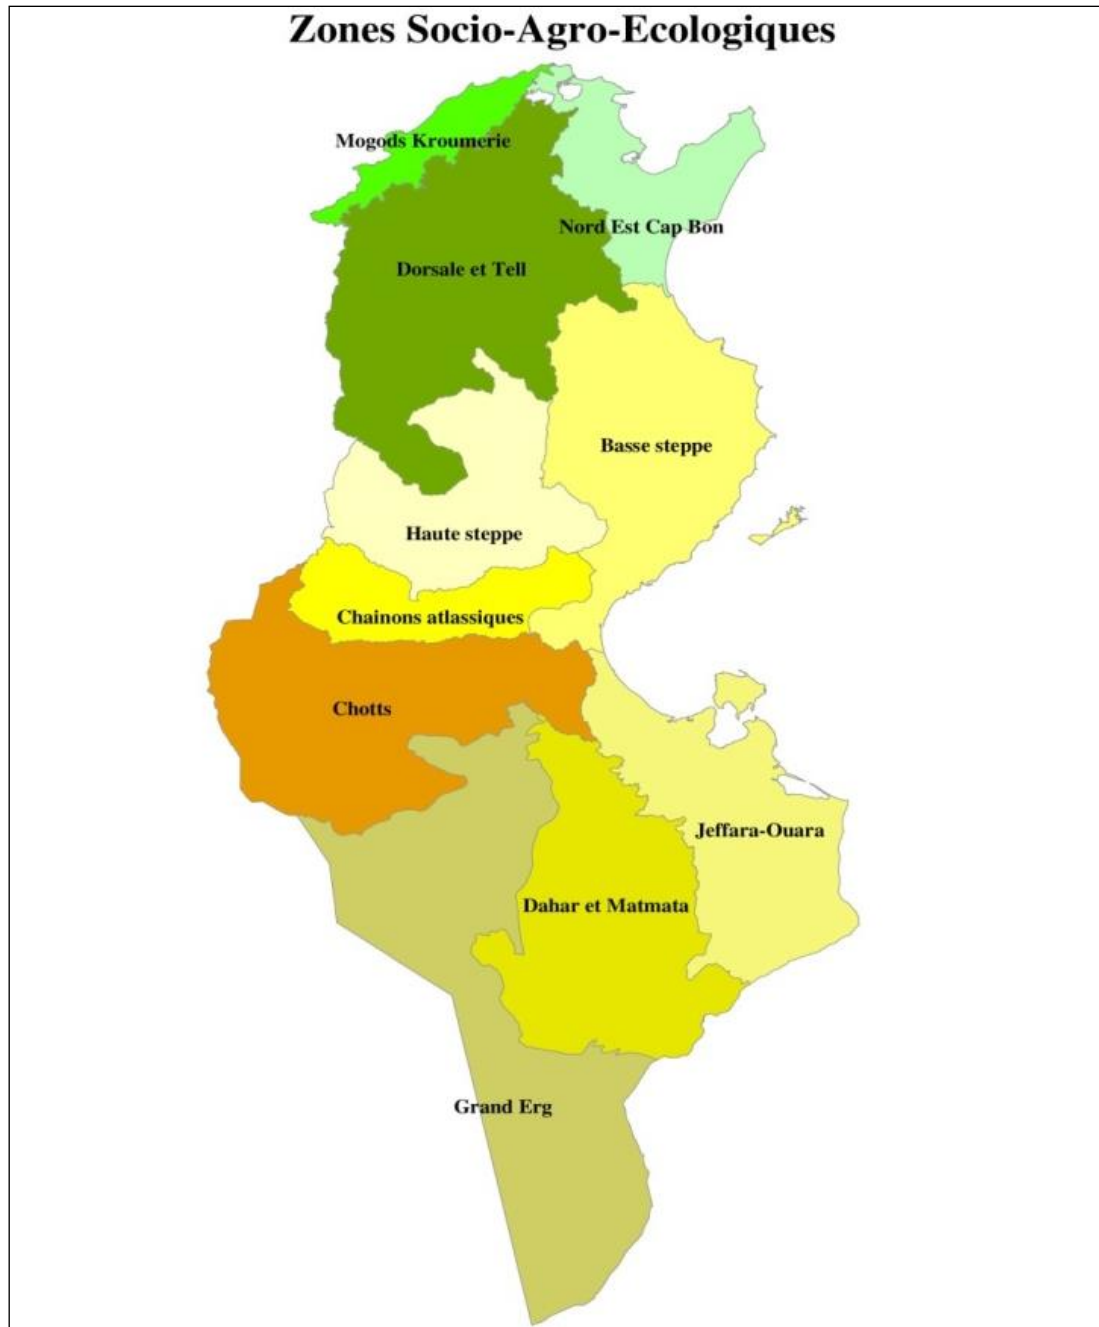 Zones Socio-Agro-Ecologiques
Mogods Kroumerie
Nord Est Cap Bon
Dorsale et Tell
Basse steppe
Haute steppe
Chainons atlassiques
Chotts
Jeffara-Ouara
Dahar et Matmata
Grand Erg